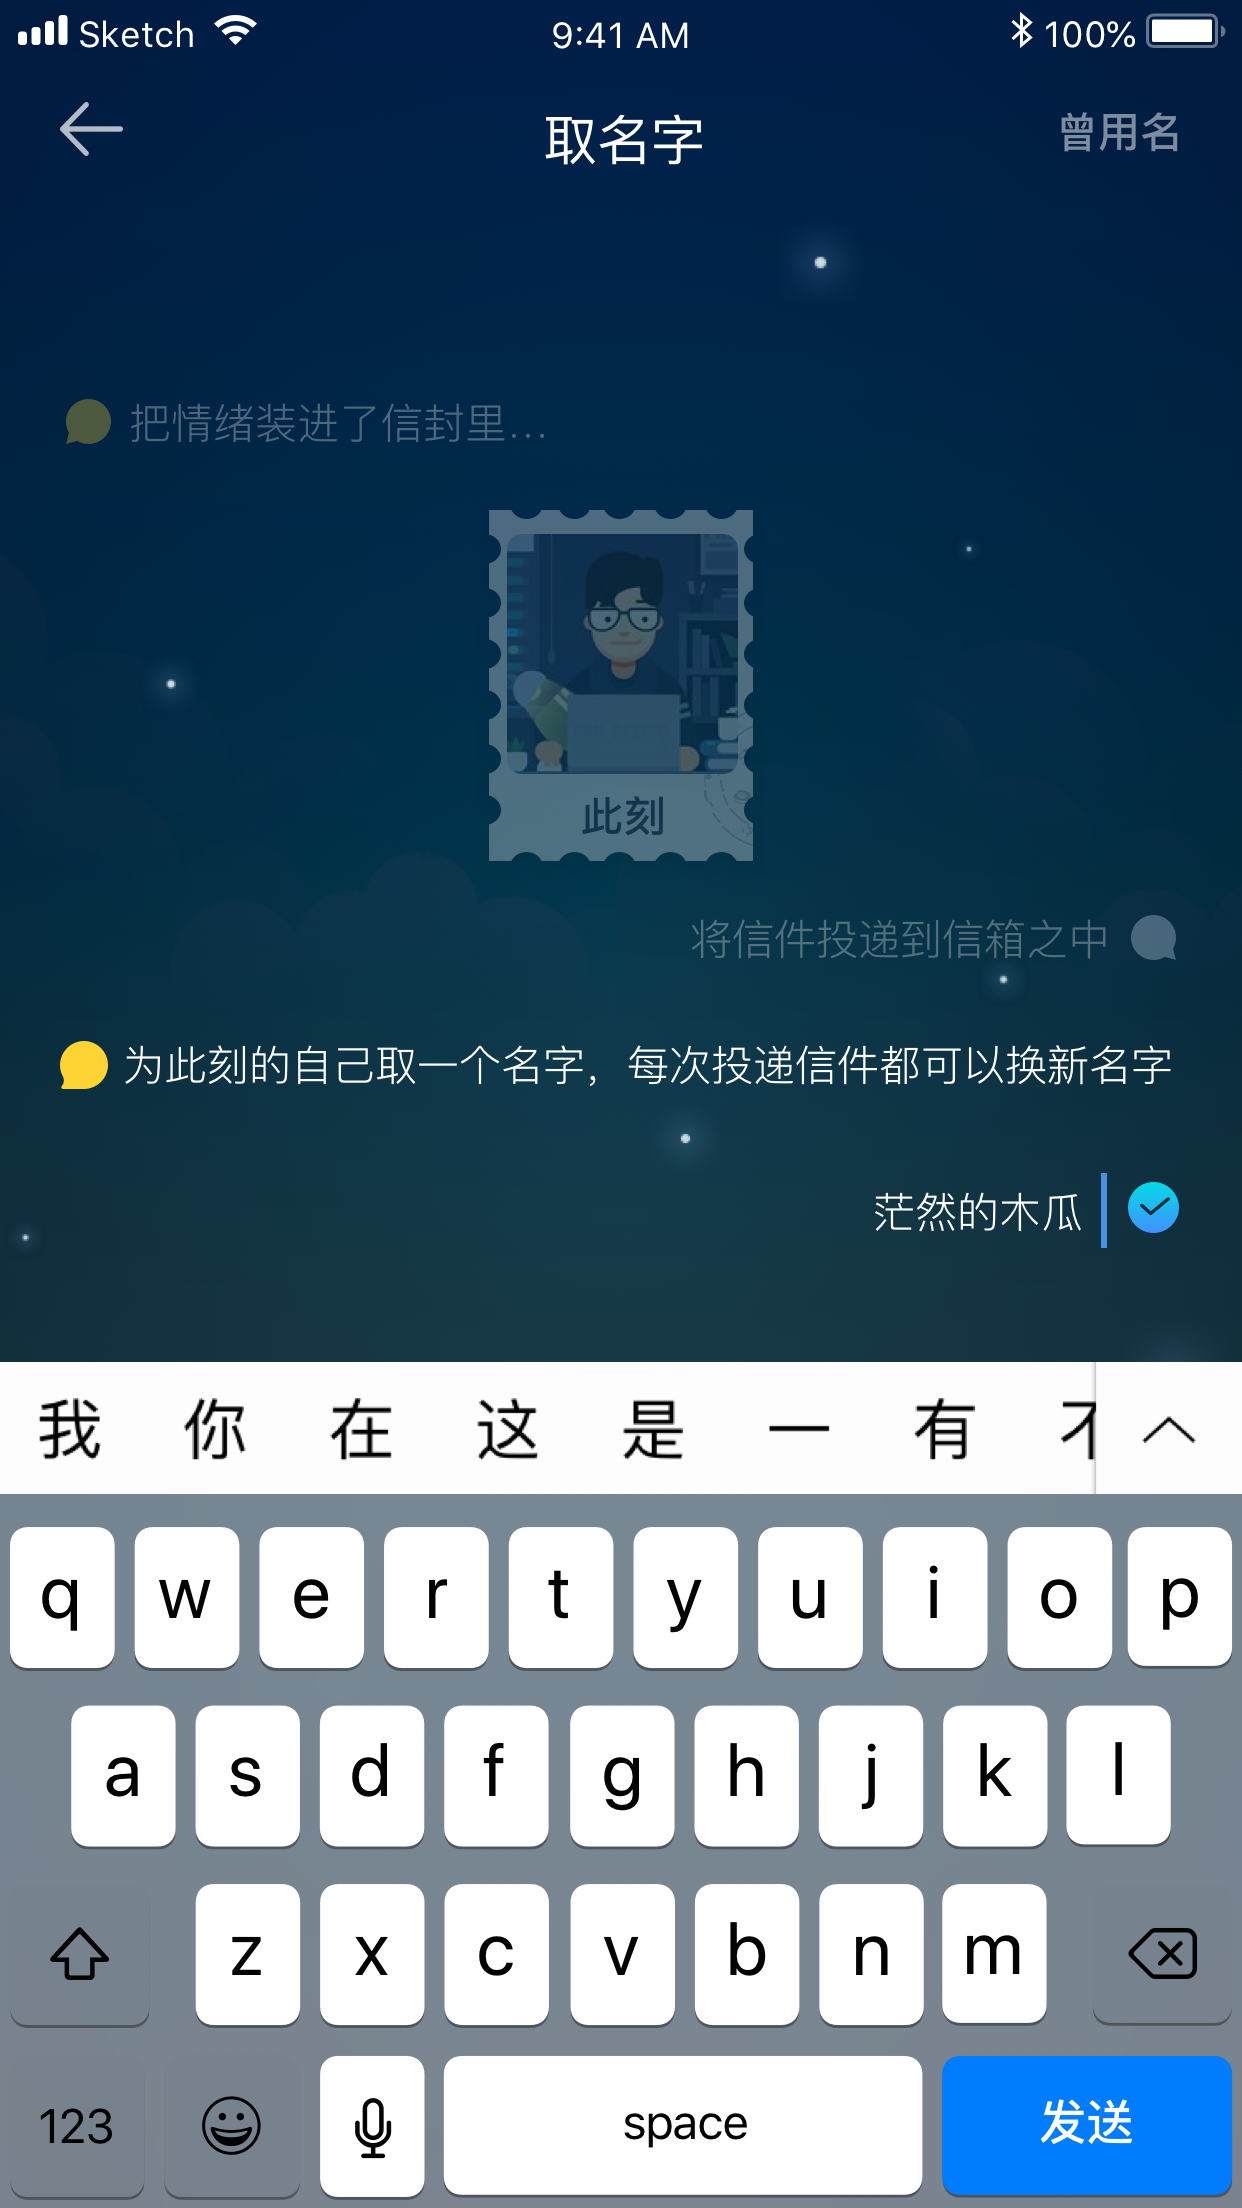 Sketch 9:41 AM 100%
取名字 曾用名
把情绪装进了信封里...
此刻
将信件投递到信箱之中
为此刻的自己取一个名字，每次投递信件都可以换新名字
茫然的木瓜
我 你 在 这 是 一 有
q w e r t y u i o p
a s d f g h j k l
z x c v b n m
123 space 发送